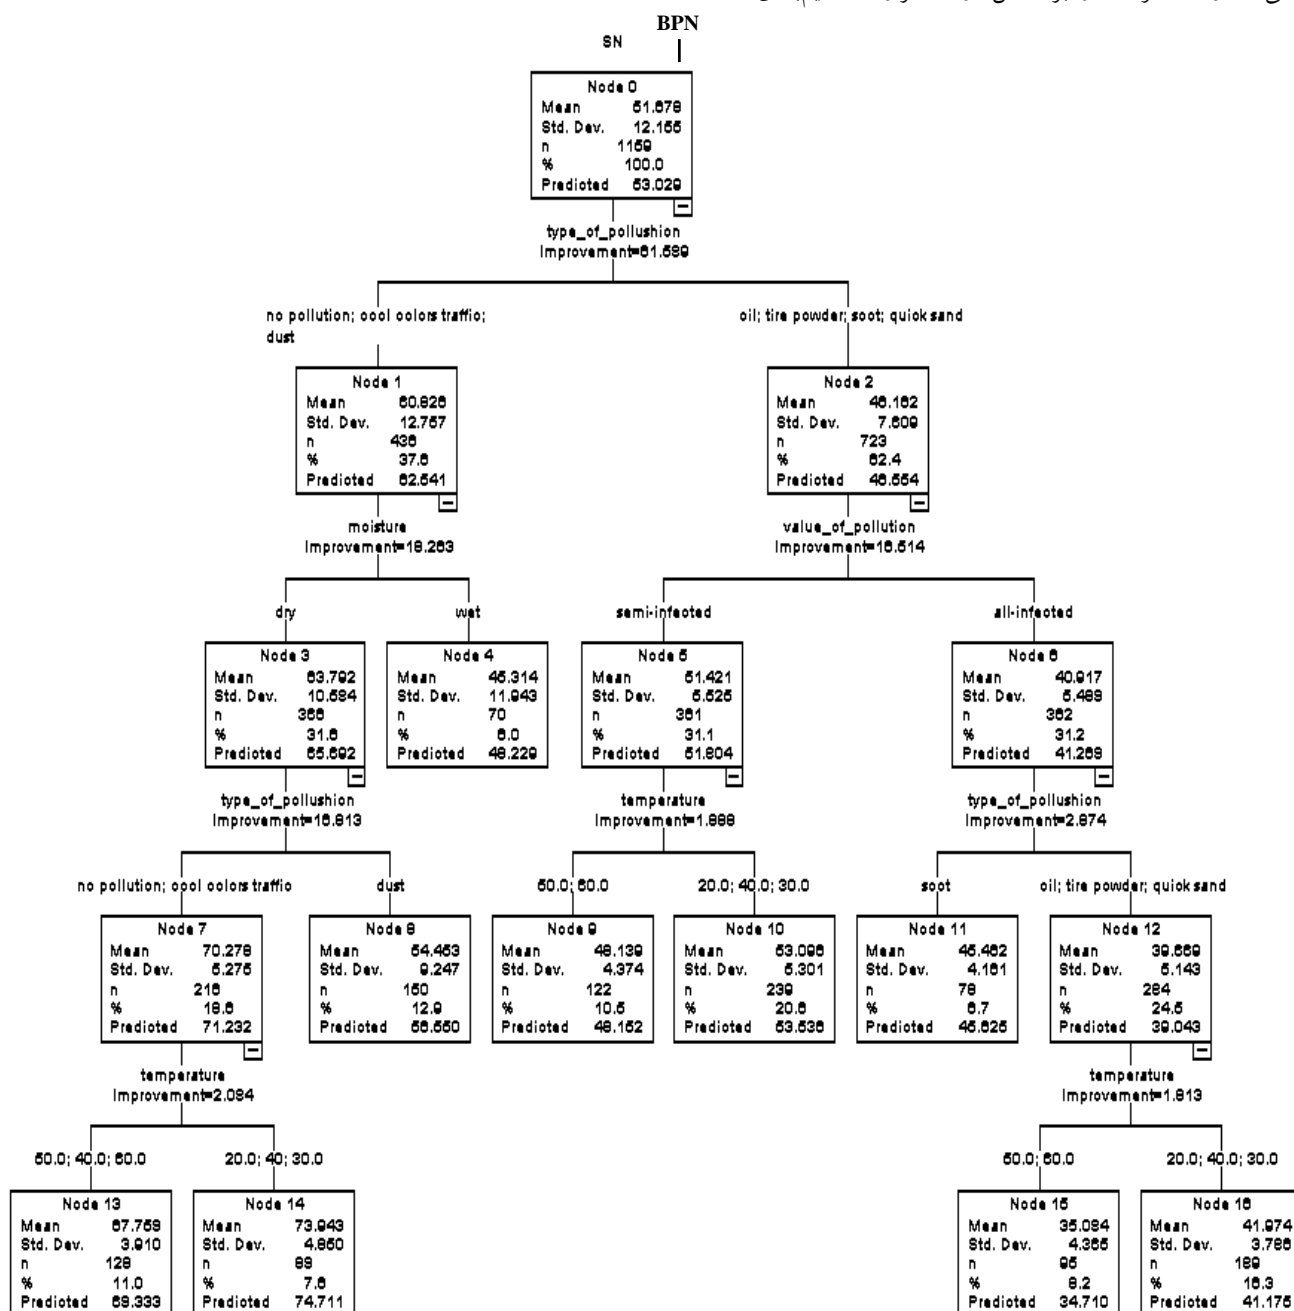 BPN
SN
Node 0
Mean 51.678
Std. Dev. 12.155
n 1159
% 100.0
Predicted 53.029
type_of_pollushion
Improvement=61.589
no pollution; cool colors traffic;
dust
oil; tire powder; soot; quick sand
Node 1
Mean 60.826
Std. Dev. 12.757
n 436
% 37.6
Predicted 62.541
Node 2
Mean 46.162
Std. Dev. 7.609
n 723
% 62.4
Predicted 46.554
moisture
Improvement=18.263
value_of_pollution
Improvement=16.514
dry
wet
semi-infected
all-infected
Node 3
Mean 63.792
Std. Dev. 10.584
n 366
% 31.6
Predicted 65.692
Node 4
Mean 45.314
Std. Dev. 11.943
n 70
% 6.0
Predicted 48.229
Node 5
Mean 51.421
Std. Dev. 5.525
n 361
% 31.1
Predicted 51.804
Node 6
Mean 40.917
Std. Dev. 5.489
n 362
% 31.2
Predicted 41.269
type_of_pollushion
Improvement=16.813
temperature
Improvement=1.888
type_of_pollushion
Improvement=2.874
no pollution; cool colors traffic
dust
50.0; 60.0
20.0; 40.0; 30.0
soot
oil; tire powder; quick sand
Node 7
Mean 70.278
Std. Dev. 5.275
n 216
% 18.6
Predicted 71.232
Node 8
Mean 54.453
Std. Dev. 9.247
n 150
% 12.9
Predicted 56.550
Node 9
Mean 48.139
Std. Dev. 4.374
n 122
% 10.5
Predicted 48.152
Node 10
Mean 53.096
Std. Dev. 5.301
n 239
% 20.6
Predicted 53.536
Node 11
Mean 45.462
Std. Dev. 4.161
n 78
% 6.7
Predicted 45.625
Node 12
Mean 39.669
Std. Dev. 5.143
n 284
% 24.5
Predicted 39.043
temperature
Improvement=2.094
temperature
Improvement=1.813
50.0; 40.0; 60.0
20.0; 40; 30.0
50.0; 60.0
20.0; 40.0; 30.0
Node 13
Mean 67.759
Std. Dev. 3.910
n 128
% 11.0
Predicted 69.333
Node 14
Mean 73.943
Std. Dev. 4.850
n 89
% 7.6
Predicted 74.711
Node 15
Mean 35.084
Std. Dev. 4.365
n 95
% 8.2
Predicted 34.710
Node 16
Mean 41.974
Std. Dev. 3.786
n 189
% 16.3
Predicted 41.175